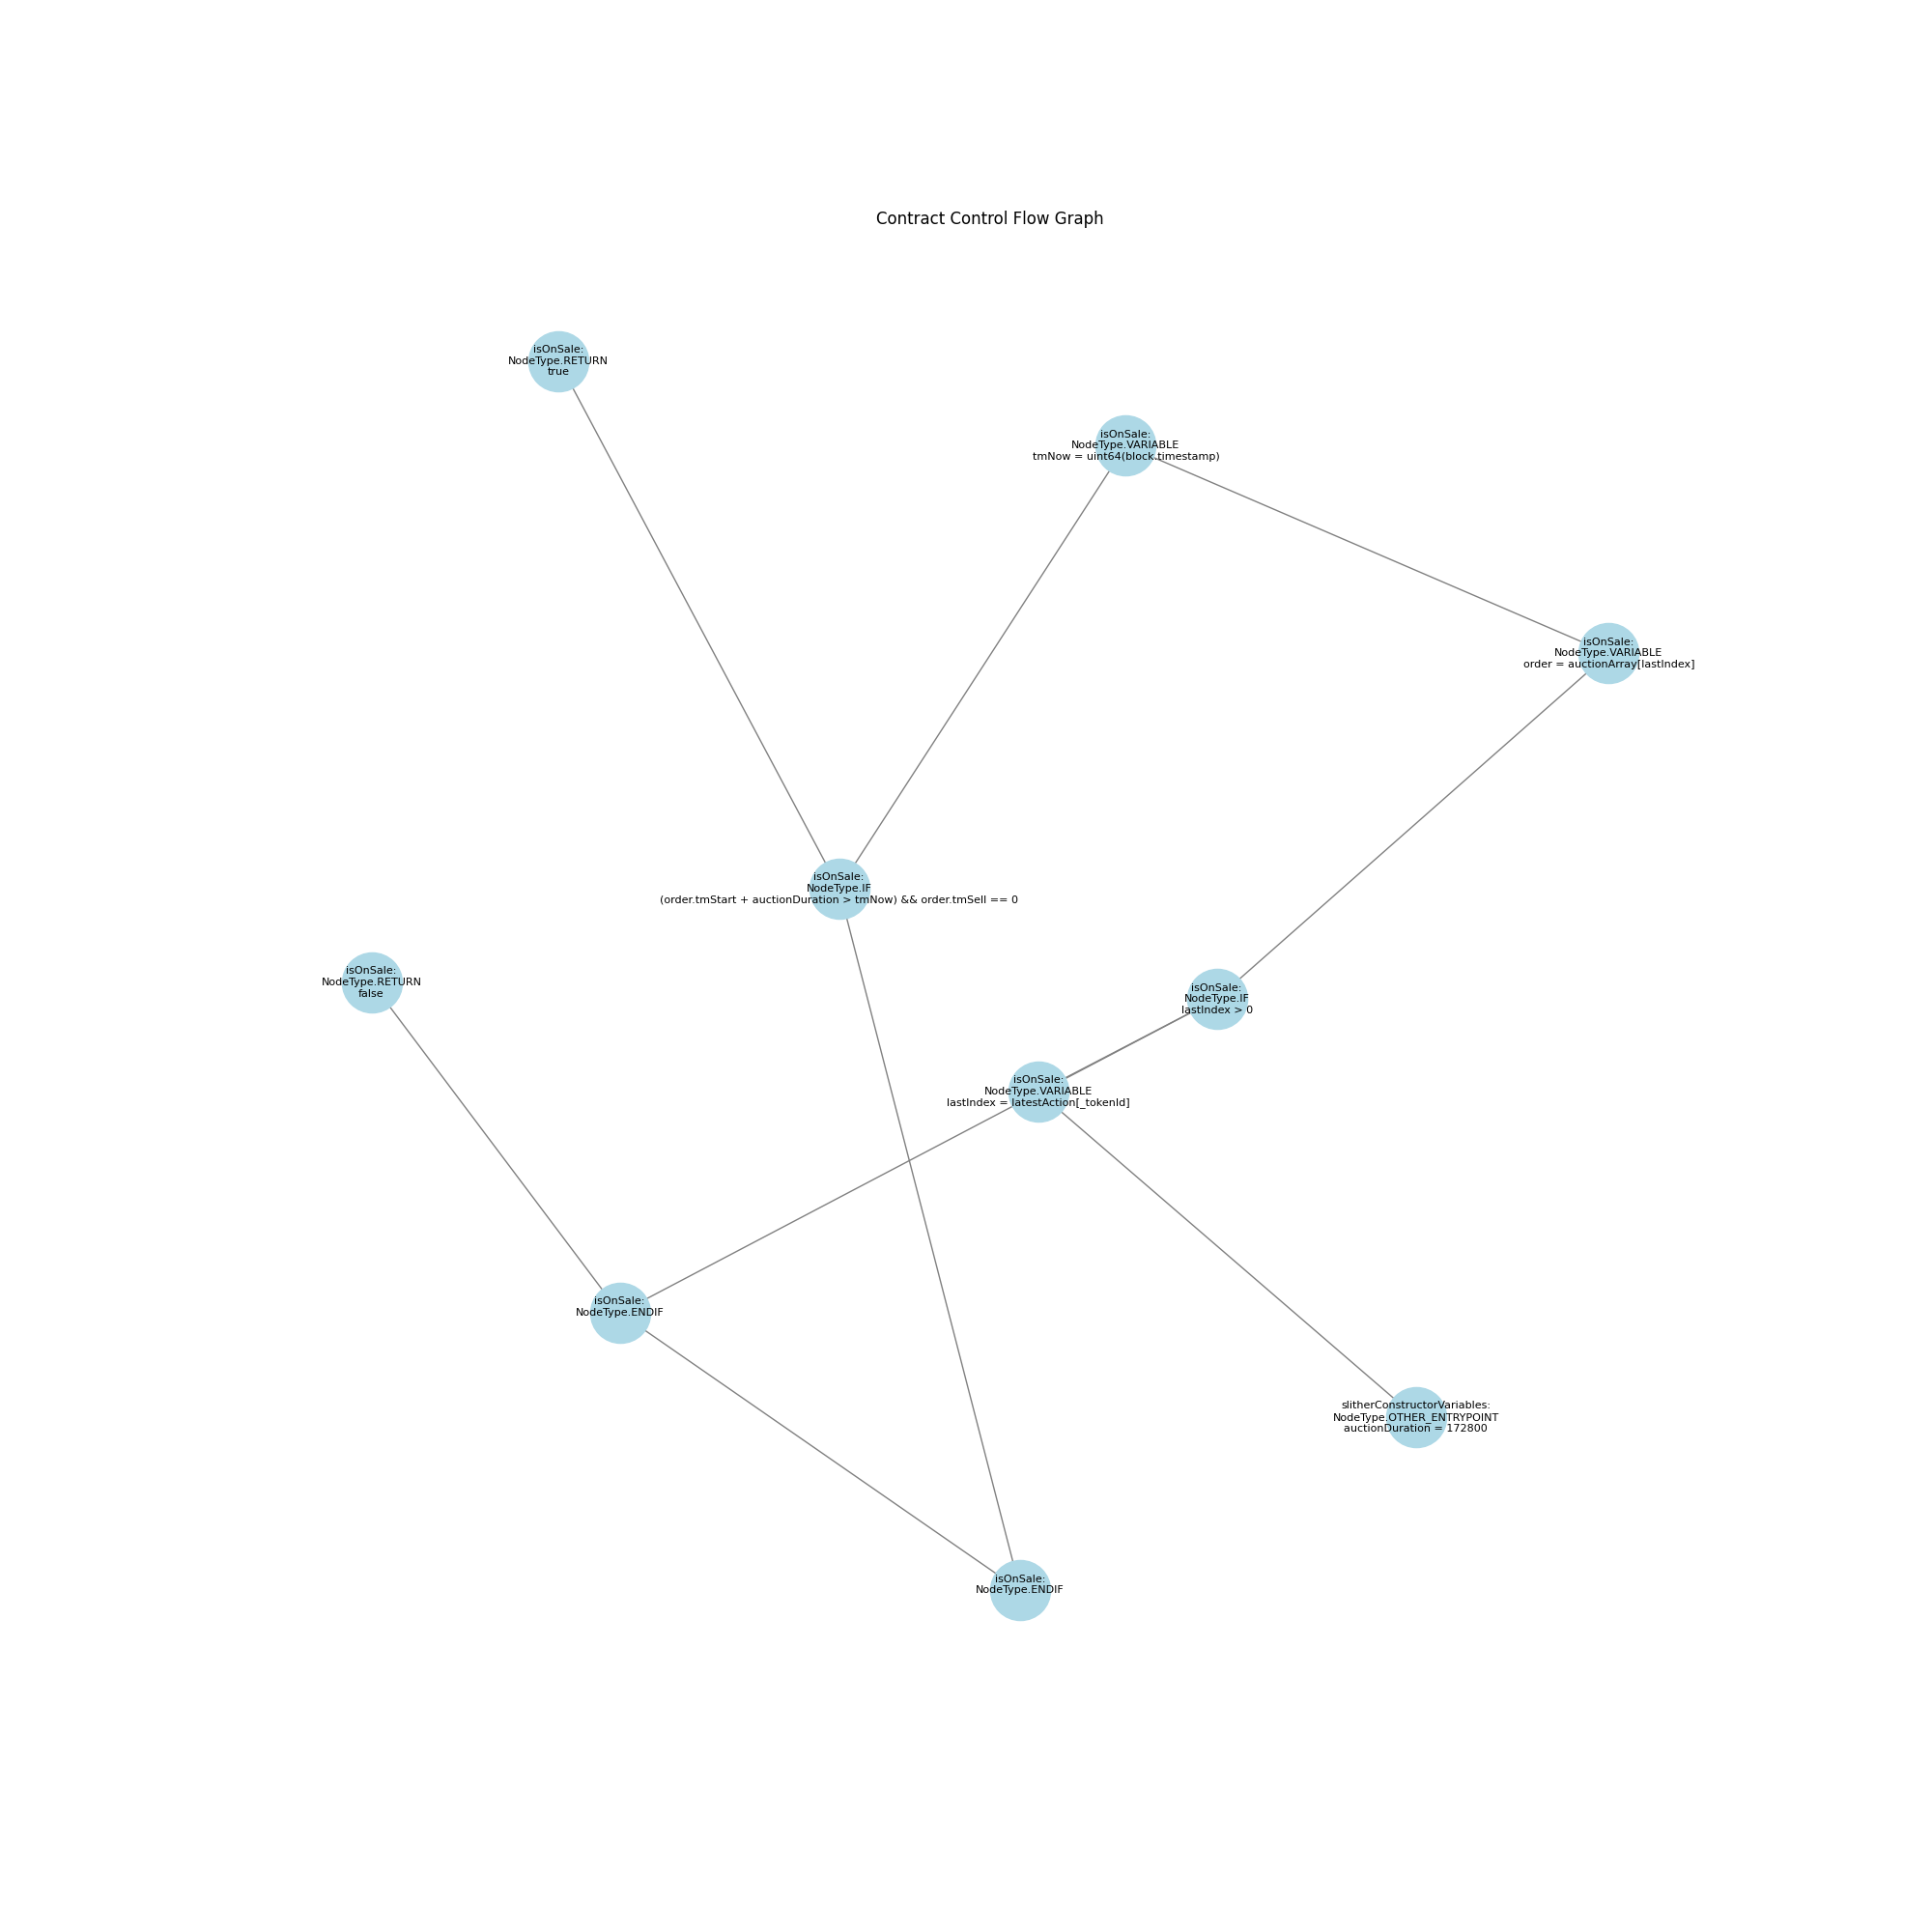 Contract Control Flow Graph
isOnSale:
NodeType.RETURN
true
isOnSale:
NodeType.VARIABLE
tmNow = uint64(block.timestamp)
isOnSale:
NodeType.VARIABLE
order = auctionArray[lastIndex]
isOnSale:
NodeType.IF
(order.tmStart + auctionDuration > tmNow) && order.tmSell == 0
isOnSale:
NodeType.RETURN
false
isOnSale:
NodeType.IF
lastIndex > 0
isOnSale:
NodeType.VARIABLE
lastIndex = latestAction[_tokenId]
isOnSale:
NodeType.ENDIF
slitherConstructorVariables:
NodeType.OTHER_ENTRYPOINT
auctionDuration = 172800
isOnSale:
NodeType.ENDIF